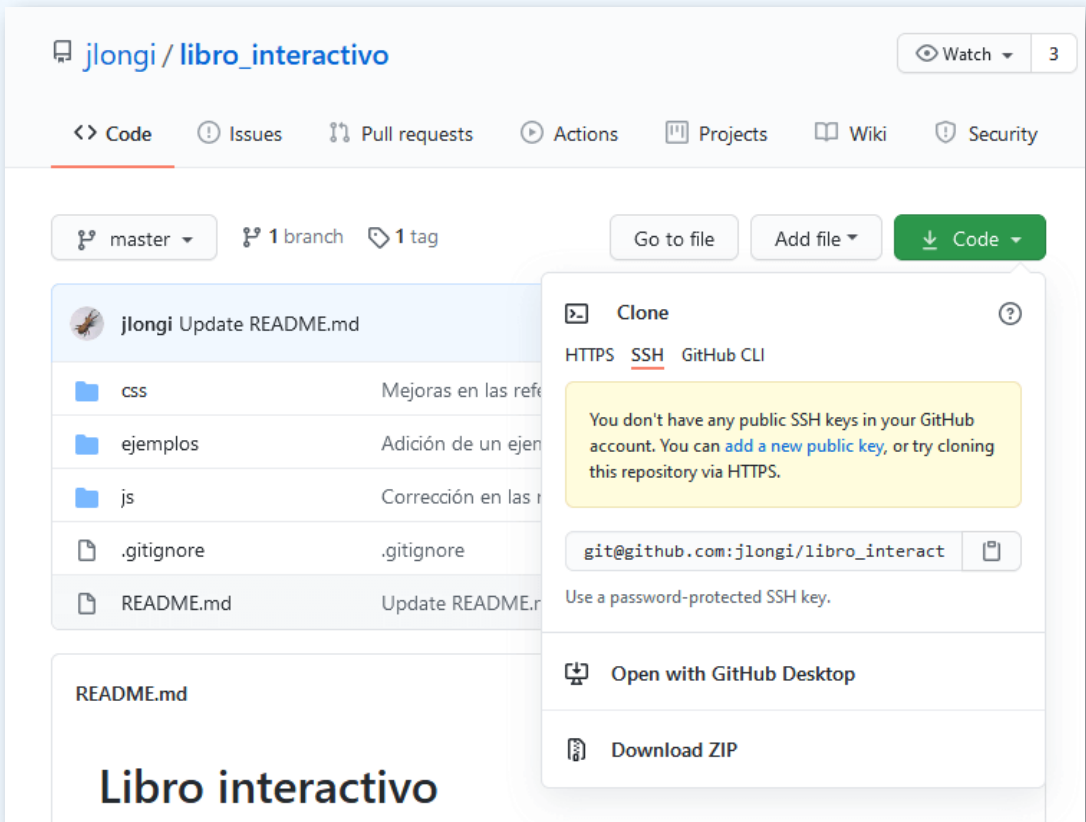 jlongi / libro_interactivo
Watch 3
Code Issues Pull requests Actions Projects Wiki Security
master 1 branch 1 tag Go to file Add file Code
jlongi Update README.md
css Mejoras en las refe
ejemplos Adición de un ejen
js Corrección en las
.gitignore .gitignore
README.md Update README.r
README.md
Libro interactivo
Clone
HTTPS SSH GitHub CLI
You don't have any public SSH keys in your GitHub
account. You can add a new public key, or try cloning
this repository via HTTPS.
git@github.com:jlongi/libro_interact
Use a password-protected SSH key.
Open with GitHub Desktop
Download ZIP